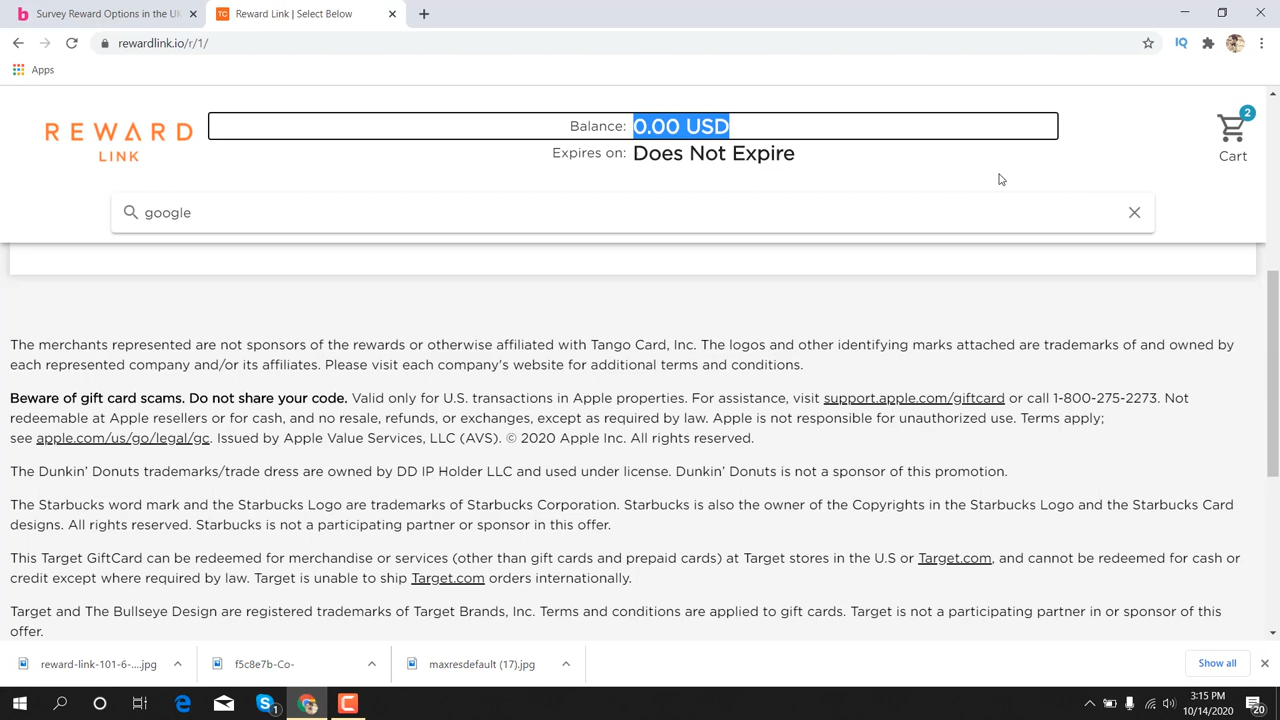 Survey Reward Options in the U
Reward Link | Select Below
rewardlink.io/r/1/
IQ
Apps
REWARD
LINK
Balance: 0.00 USD
Expires on: Does Not Expire
2
Cart
google
The merchants represented are not sponsors of the rewards or otherwise affiliated with Tango Card, Inc. The logos and other identifying marks attached are trademarks of and owned by
each represented company and/or its affiliates. Please visit each company's website for additional terms and conditions.
Beware of gift card scams. Do not share your code. Valid only for U.S. transactions in Apple properties. For assistance, visit support.apple.com/giftcard or call 1-800-275-2273. Not
redeemable at Apple resellers or for cash, and no resale, refunds, or exchanges, except as required by law. Apple is not responsible for unauthorized use. Terms apply;
see apple.com/us/go/legal/gc. Issued by Apple Value Services, LLC (AVS). © 2020 Apple Inc. All rights reserved.
The Dunkin' Donuts trademarks/trade dress are owned by DD IP Holder LLC and used under license. Dunkin' Donuts is not a sponsor of this promotion.
The Starbucks word mark and the Starbucks Logo are trademarks of Starbucks Corporation. Starbucks is also the owner of the Copyrights in the Starbucks Logo and the Starbucks Card
designs. All rights reserved. Starbucks is not a participating partner or sponsor in this offer.
This Target GiftCard can be redeemed for merchandise or services (other than gift cards and prepaid cards) at Target stores in the U.S or Target.com, and cannot be redeemed for cash or
credit except where required by law. Target is unable to ship Target.com orders internationally.
Target and The Bullseye Design are registered trademarks of Target Brands, Inc. Terms and conditions are applied to gift cards. Target is not a participating partner in or sponsor of this
offer.
reward-link-101-6-....jpg
f5c8e7b-Co-
maxresdefault (17).jpg
Show all
3:15 PM
10/14/2020
20
1